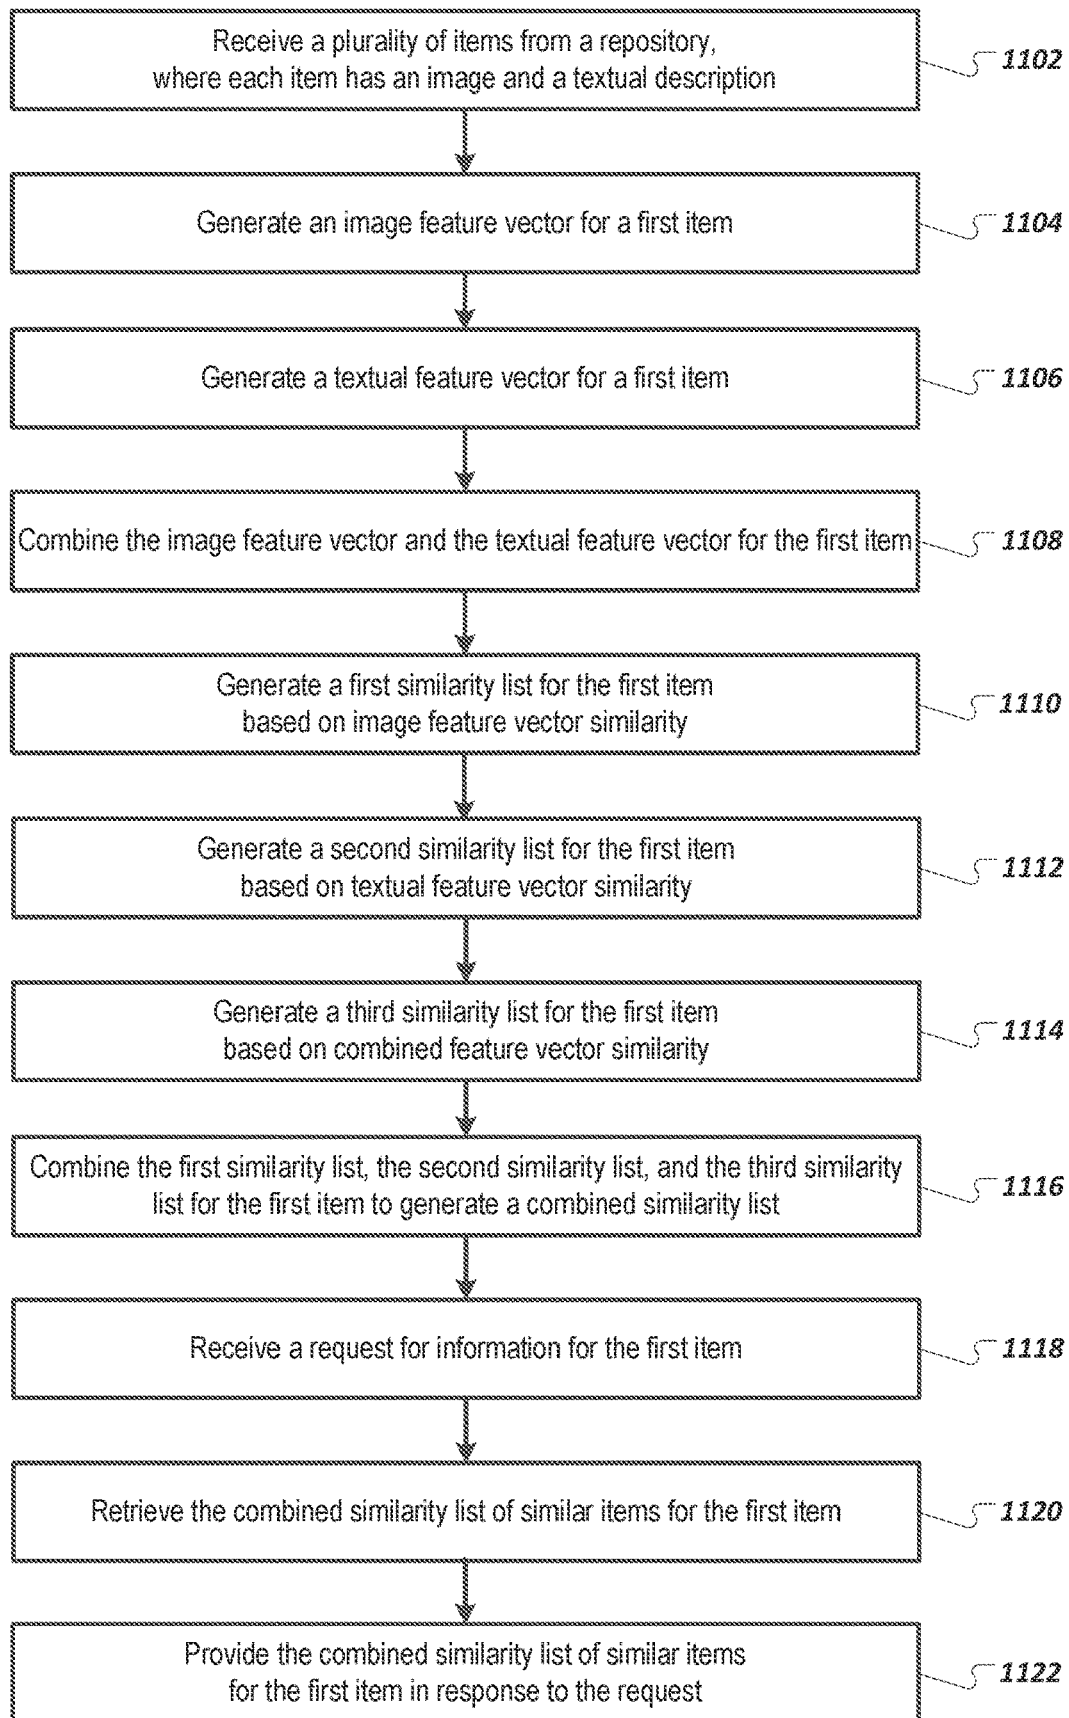 Receive a plurality of items from a repository,
where each item has an image and a textual description
1102
Generate an image feature vector for a first item
1104
Generate a textual feature vector for a first item
1106
Combine the image feature vector and the textual feature vector for the first item
1108
Generate a first similarity list for the first item
based on image feature vector similarity
1110
Generate a second similarity list for the first item
based on textual feature vector similarity
1112
Generate a third similarity list for the first item
based on combined feature vector similarity
1114
Combine the first similarity list, the second similarity list, and the third similarity
list for the first item to generate a combined similarity list
1116
Receive a request for information for the first item
1118
Retrieve the combined similarity list of similar items for the first item
1120
Provide the combined similarity list of similar items
for the first item in response to the request
1122